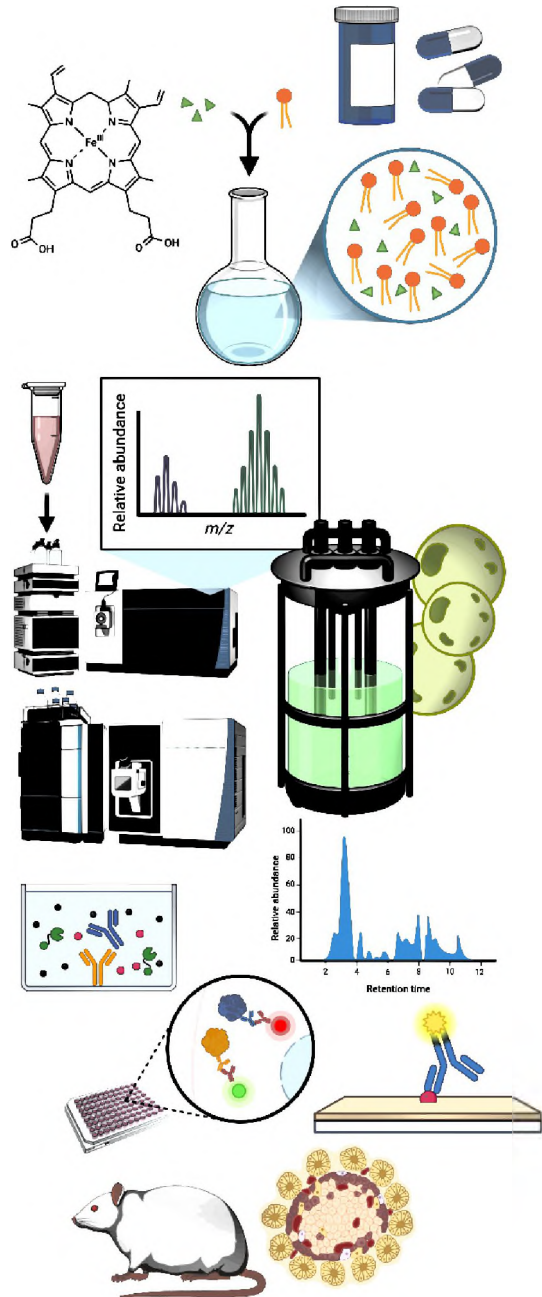 N
N
Fe III
N
N
O
OH
O
OH
Relative abundance
m/z
Relative abundance
100
80
60
40
20
0
2
4
6
8
10
12
Retention time